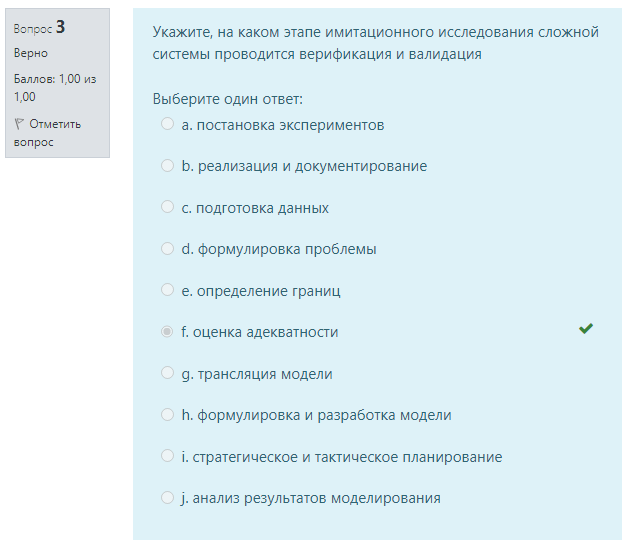 Вопрос 3
Верно
Баллов: 1,00 из
1,00
Отметить
вопрос
Укажите, на каком этапе имитационного исследования сложной
системы проводится верификация и валидация
Выберите один ответ:
a. постановка экспериментов
b. реализация и документирование
c. подготовка данных
d. формулировка проблемы
e. определение границ
f. оценка адекватности
g. трансляция модели
h. формулировка и разработка модели
i. стратегическое и тактическое планирование
j. анализ результатов моделирования